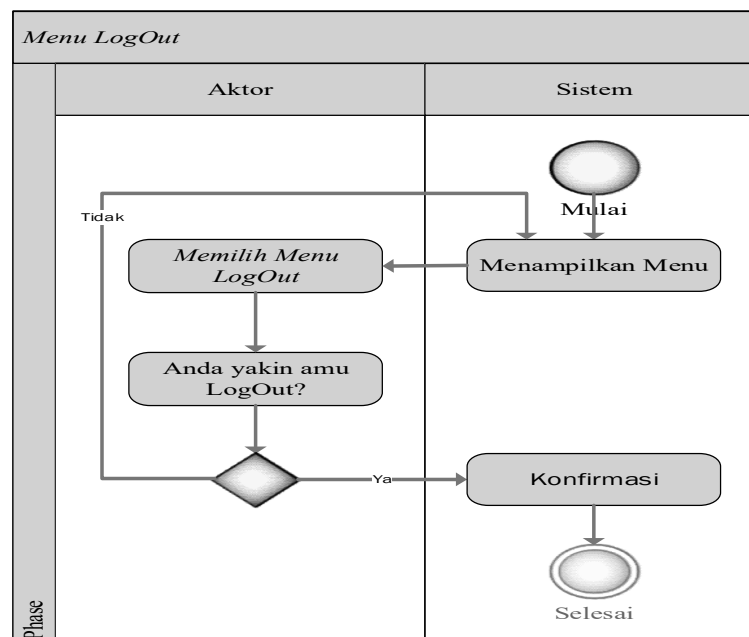 Menu LogOut
Aktor
Sistem
Mulai
Tidak
Memilih Menu
LogOut
Menampilkan Menu
Anda yakin amu
LogOut?
Ya
Konfirmasi
Selesai
Phase